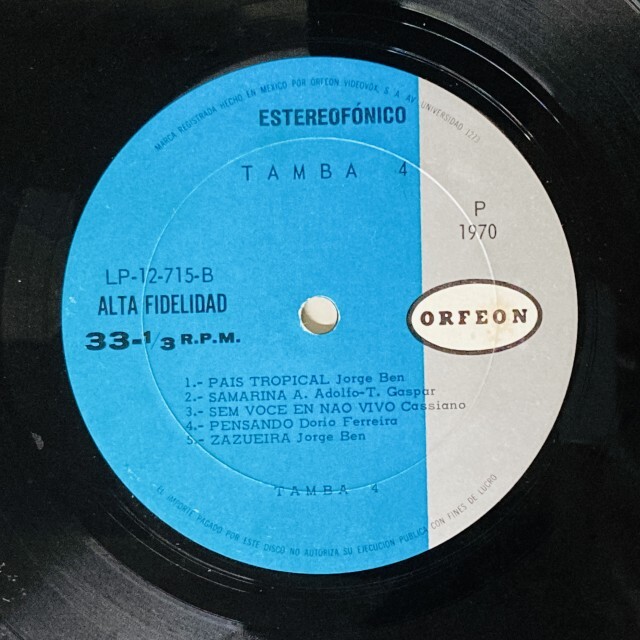 MARCA REGISTRADA HECHO EN MEXICO POR ORFEON VIDEOVOX, S. A. AV. UNIVERSIDAD 1273
ESTEREOFÓNICO
TAMBA 4
P
1970
LP-12-715-B
ALTA FIDELIDAD
33-1/3 R.P.M.
ORFEON
1.- PAIS TROPICAL Jorge Ben
2.- SAMARINA A. Adolfo-T. Gaspar
3.- SEM VOCE EN NAO VIVO Cassiano
4.- PENSANDO Dorio Ferreira
5.- ZAZUEIRA Jorge Ben
TAMBA 4
EL IMPORTE PAGADO POR ESTE DISCO NO AUTORIZA SU EJECUCION PUBLICA CON FINES DE LUCRO